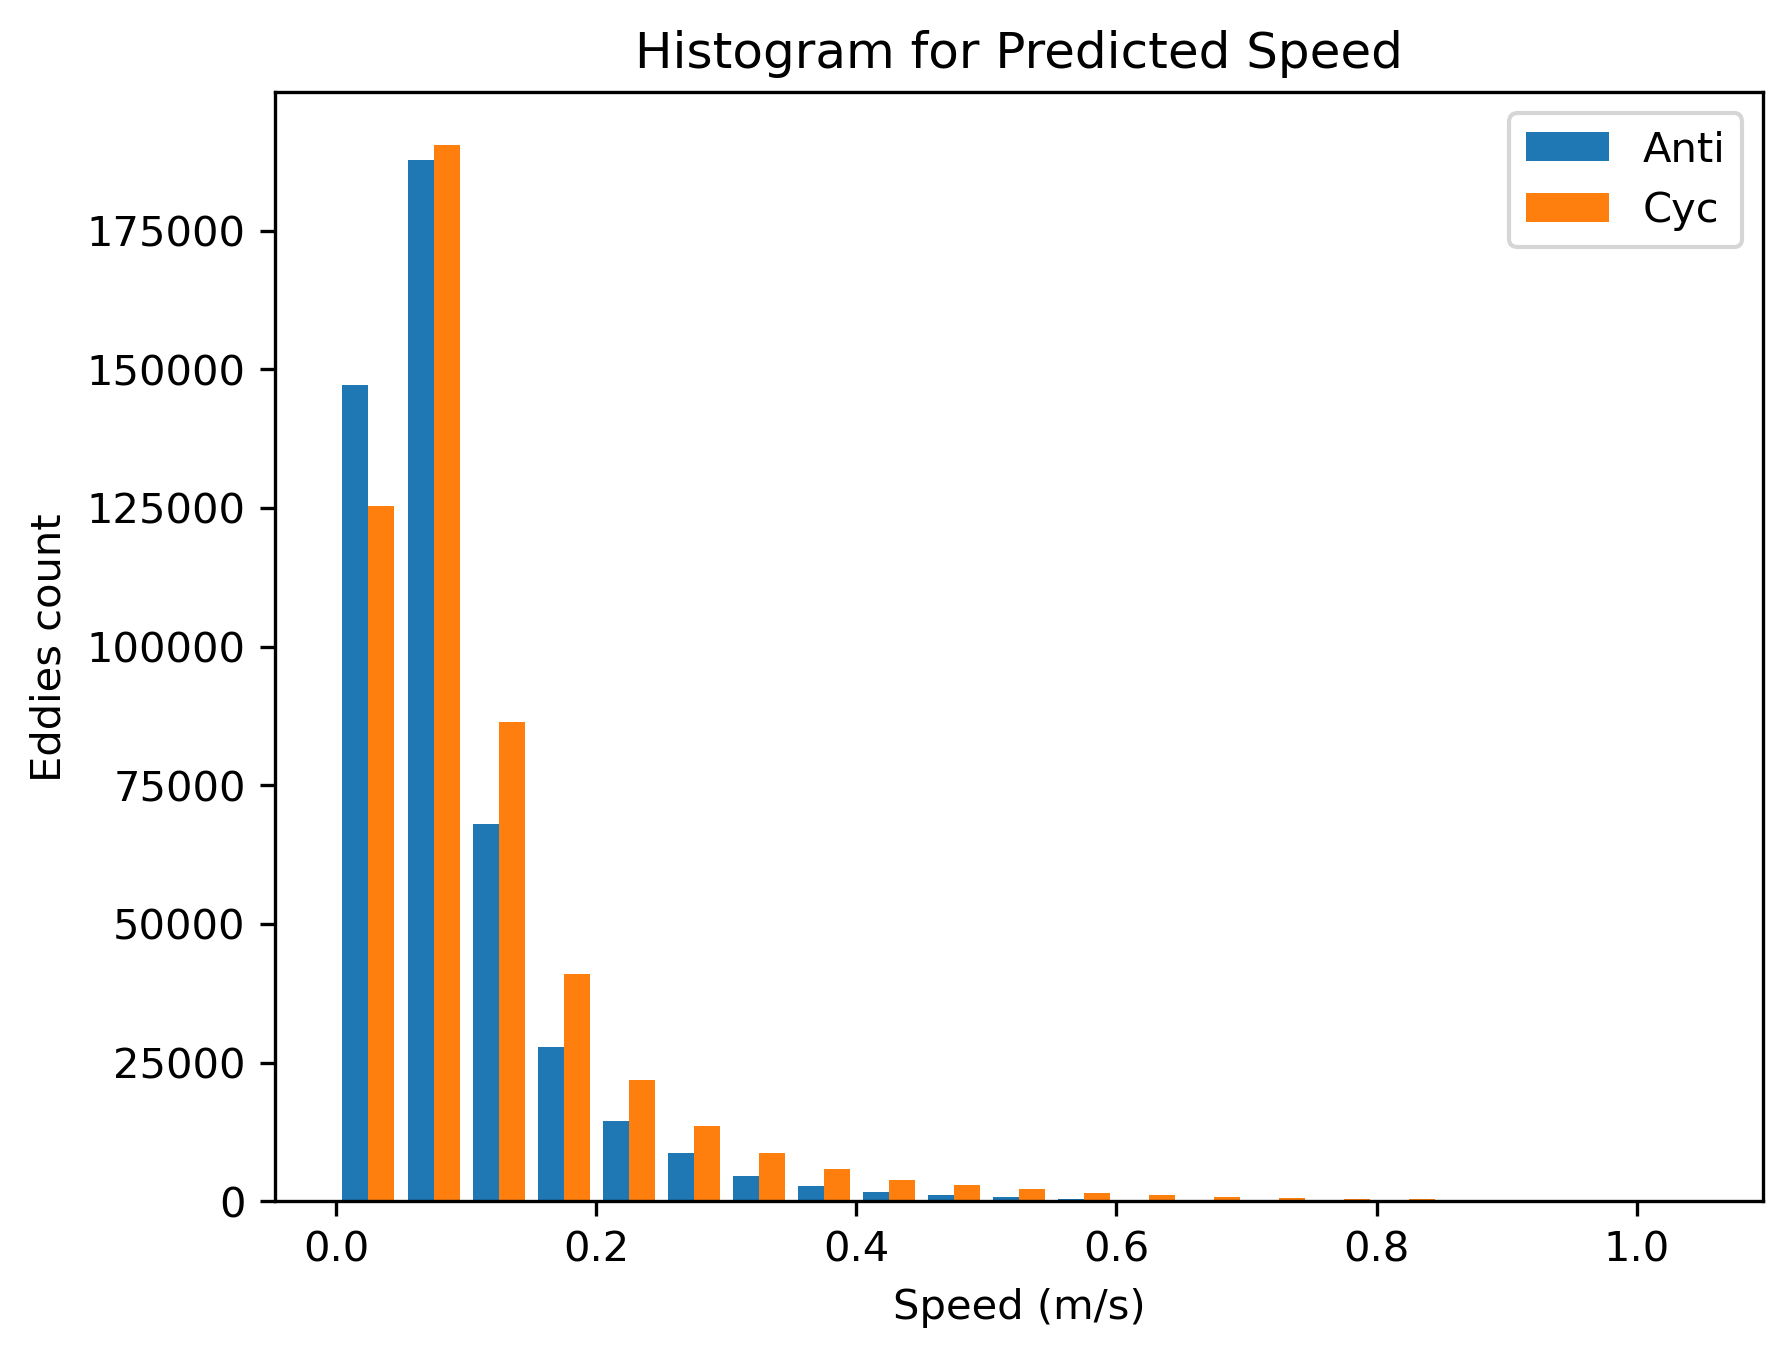 Histogram for Predicted Speed
Anti
Cyc
175000
150000
125000
100000
75000
50000
25000
0
Eddies count
0.0 0.2 0.4 0.6 0.8 1.0
Speed (m/s)